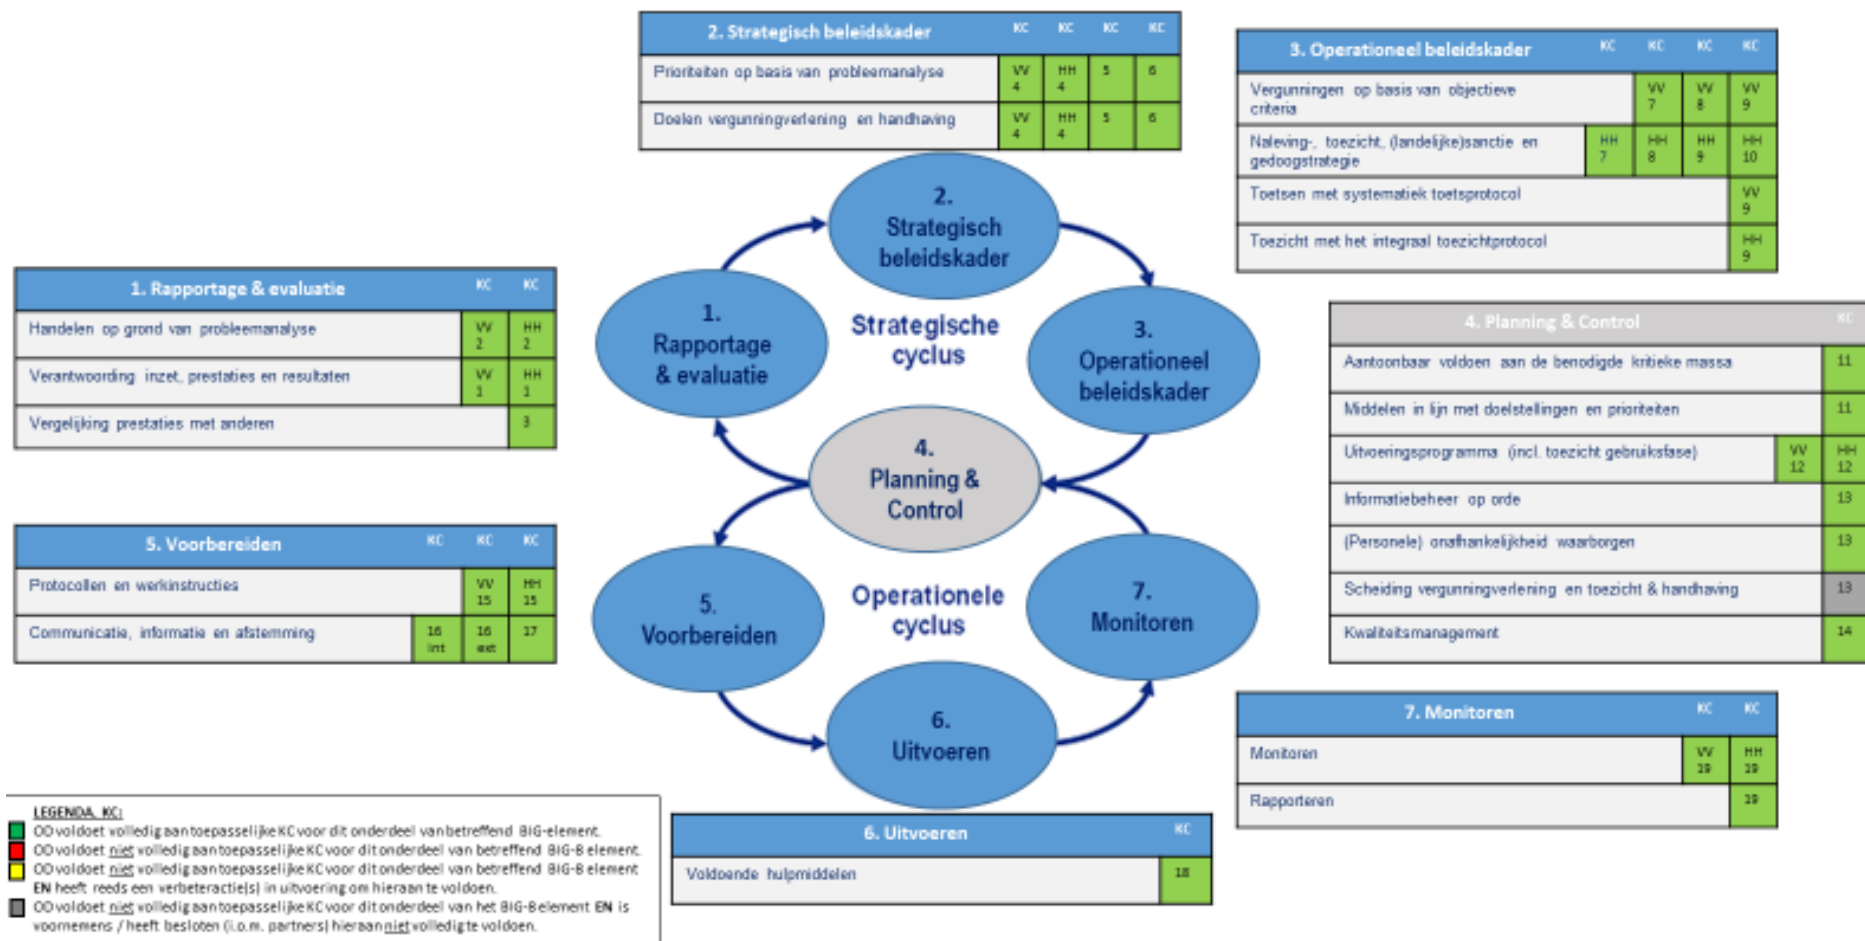 2. Strategisch beleidskader KC KC KC KC
Prioriteiten op basis van probleemanalyse VV 4 HH 4 5 6
Doelen vergunningverlening en handhaving VV 4 HH 4 5 6
3. Operationeel beleidskader KC KC KC KC
Vergunningen op basis van objectieve
criteria VV 7 VV 8 VV 9
Naleving-, toezicht, (landelijke)sanctie en
gedoogstrategie HH 7 HH 8 HH 9 HH 10
Toetsen met systematiek toetsprotocol VV 9
Toezicht met het integraal toezichtprotocol HH 9
1. Rapportage & evaluatie KC KC
Handelen op grond van probleemanalyse VV 2 HH 2
Verantwoording inzet, prestaties en resultaten VV 1 HH 1
Vergelijking prestaties met anderen 3
2.
Strategisch
beleidskader
1.
Rapportage
& evaluatie
Strategische
cyclus
3.
Operationeel
beleidskader
4.
Planning &
Control
4. Planning & Control KC
Aantoonbaar voldoen aan de benodigde kritieke massa 11
Middelen in lijn met doelstellingen en prioriteiten 11
Uitvoeringsprogramma (incl. toezicht gebruiksfase) VV 12 HH 12
Informatiebeheer op orde 13
(Personele) onafhankelijkheid waarborgen 13
Scheiding vergunningverlening en toezicht & handhaving 13
Kwaliteitsmanagement 14
5. Voorbereiden KC KC KC
Protocollen en werkinstructies VV 15 HH 15
Communicatie, informatie en afstemming 16 int 16 ext 17
5.
Voorbereiden
Operationele
cyclus
7.
Monitoren
6.
Uitvoeren
7. Monitoren KC KC
Monitoren VV 19 HH 19
Rapporteren 19
6. Uitvoeren KC
Voldoende hulpmiddelen 18
LEGENDA KC:
OD voldoet volledig aan toepasselijke KC voor dit onderdeel van betreffend BIG-element.
OD voldoet niet volledig aan toepasselijke KC voor dit onderdeel van betreffend BIG-B element.
OD voldoet niet volledig aan toepasselijke KC voor dit onderdeel van betreffend BIG-B element
EN heeft reeds een verbeteractie(s) in uitvoering om hieraan te voldoen.
OD voldoet niet volledig aan toepasselijke KC voor dit onderdeel van het BIG-B element EN is
voornemens / heeft besloten (i.o.m. partners) hieraan niet volledig te voldoen.